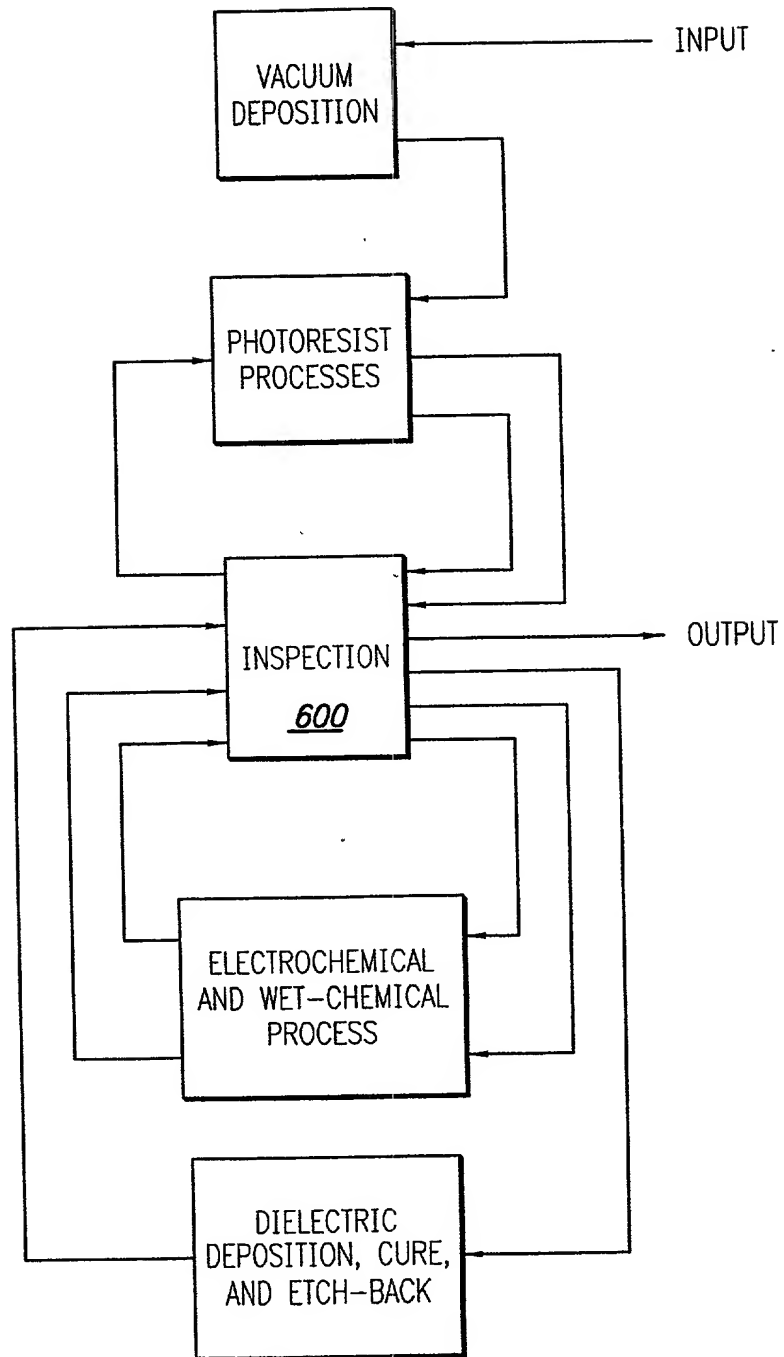 INPUT
VACUUM
DEPOSITION
PHOTORESIST
PROCESSES
INSPECTION
600
OUTPUT
ELECTROCHEMICAL
AND WET-CHEMICAL
PROCESS
DIELECTRIC
DEPOSITION, CURE,
AND ETCH-BACK